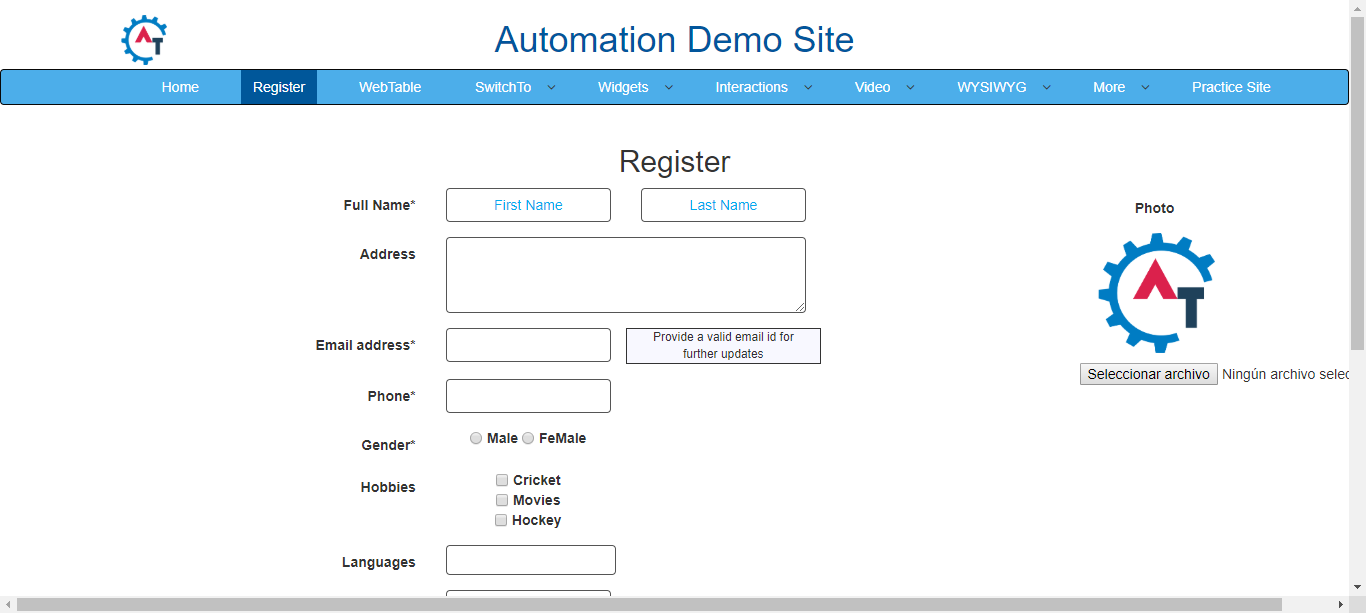 AT
Automation Demo Site
Home Register WebTable SwitchTo Widgets Interactions Video WYSIWYG More Practice Site
Register
Full Name* First Name Last Name
Photo
Address
AT
Email address* Provide a valid email id for
further updates
Seleccionar archivo Ningún archivo selec
Phone*
Gender* Male FeMale
Hobbies Cricket
Movies
Hockey
Languages